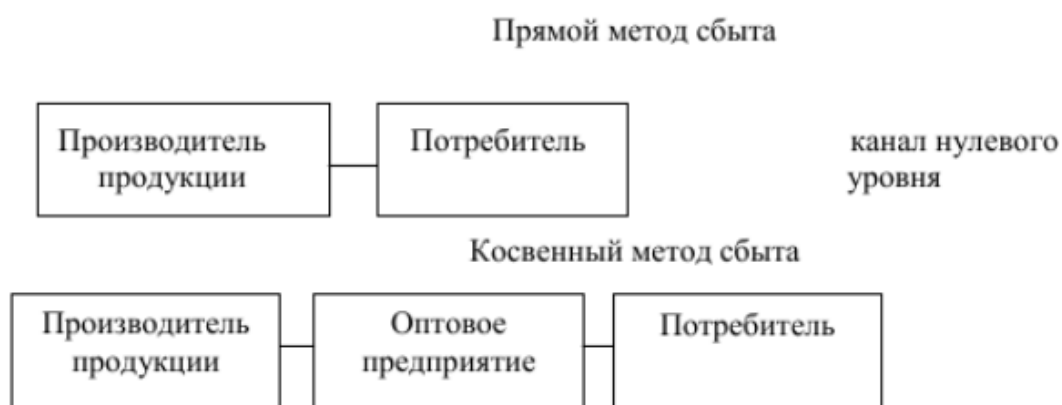 Прямой метод сбыта
Производитель
продукции
Потребитель
канал нулевого
уровня
Косвенный метод сбыта
Производитель
продукции
Оптовое
предприятие
Потребитель